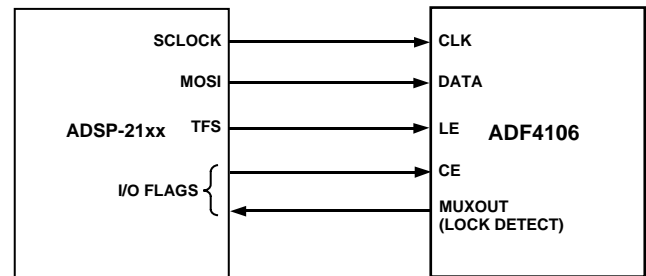 SCLOCK
CLK
MOSI
DATA
ADSP-21xx
TFS
LE
ADF4106
I/O FLAGS
CE
MUXOUT
(LOCK DETECT)